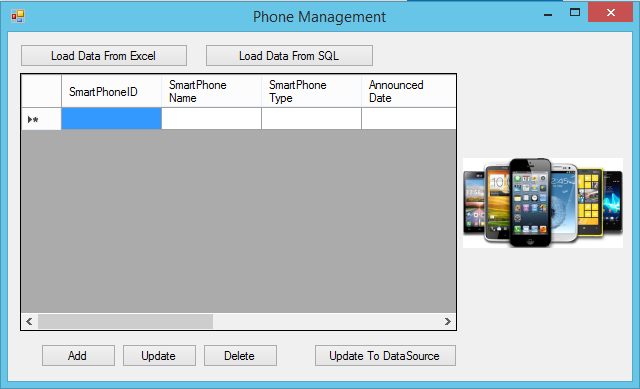 Phone Management
Load Data From Excel
Load Data From SQL
SmartPhoneID
SmartPhone
Name
SmartPhone
Type
Announced
Date
Add
Update
Delete
Update To DataSource